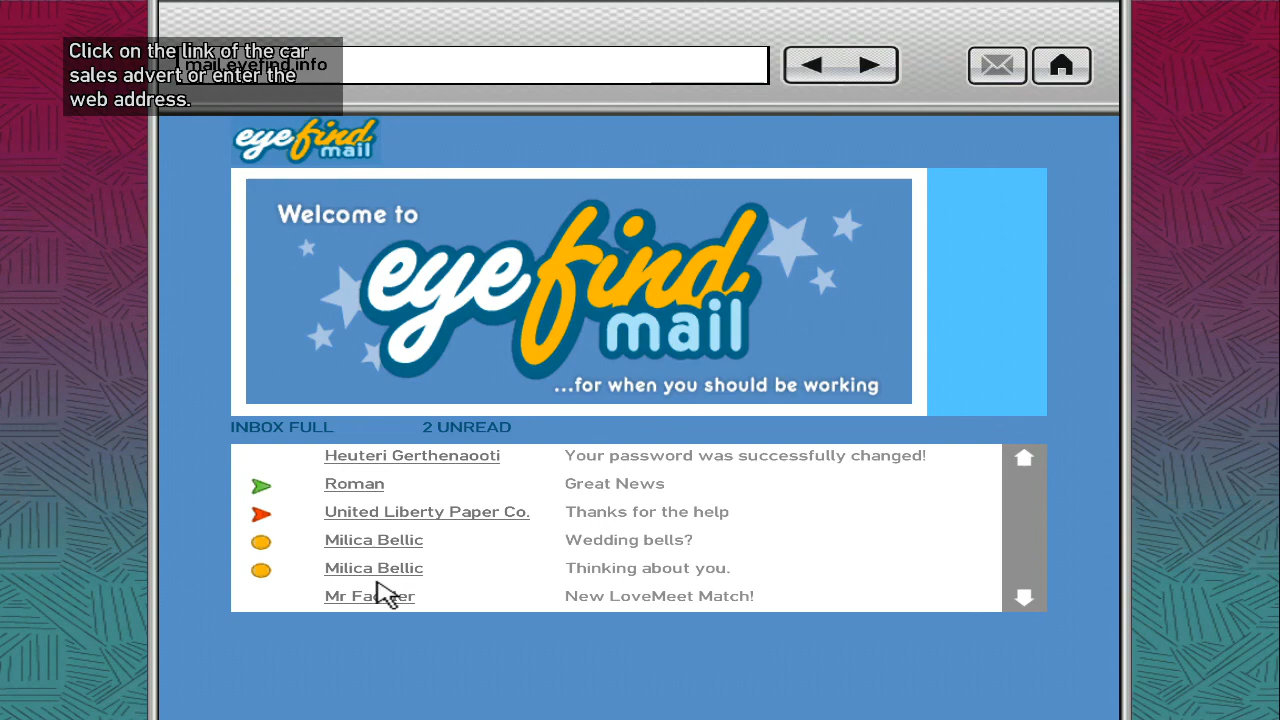 Click on the link of the car
sales advert or enter the
web address.
mail.eyefind.info
eyefind mail
Welcome to
eyefind
mail
...for when you should be working
INBOX FULL 2 UNREAD
Heuteri Gerthenaooti Your password was successfully changed!
Roman Great News
United Liberty Paper Co. Thanks for the help
Milica Bellic Wedding bells?
Milica Bellic Thinking about you.
Mr New LoveMeet Match!